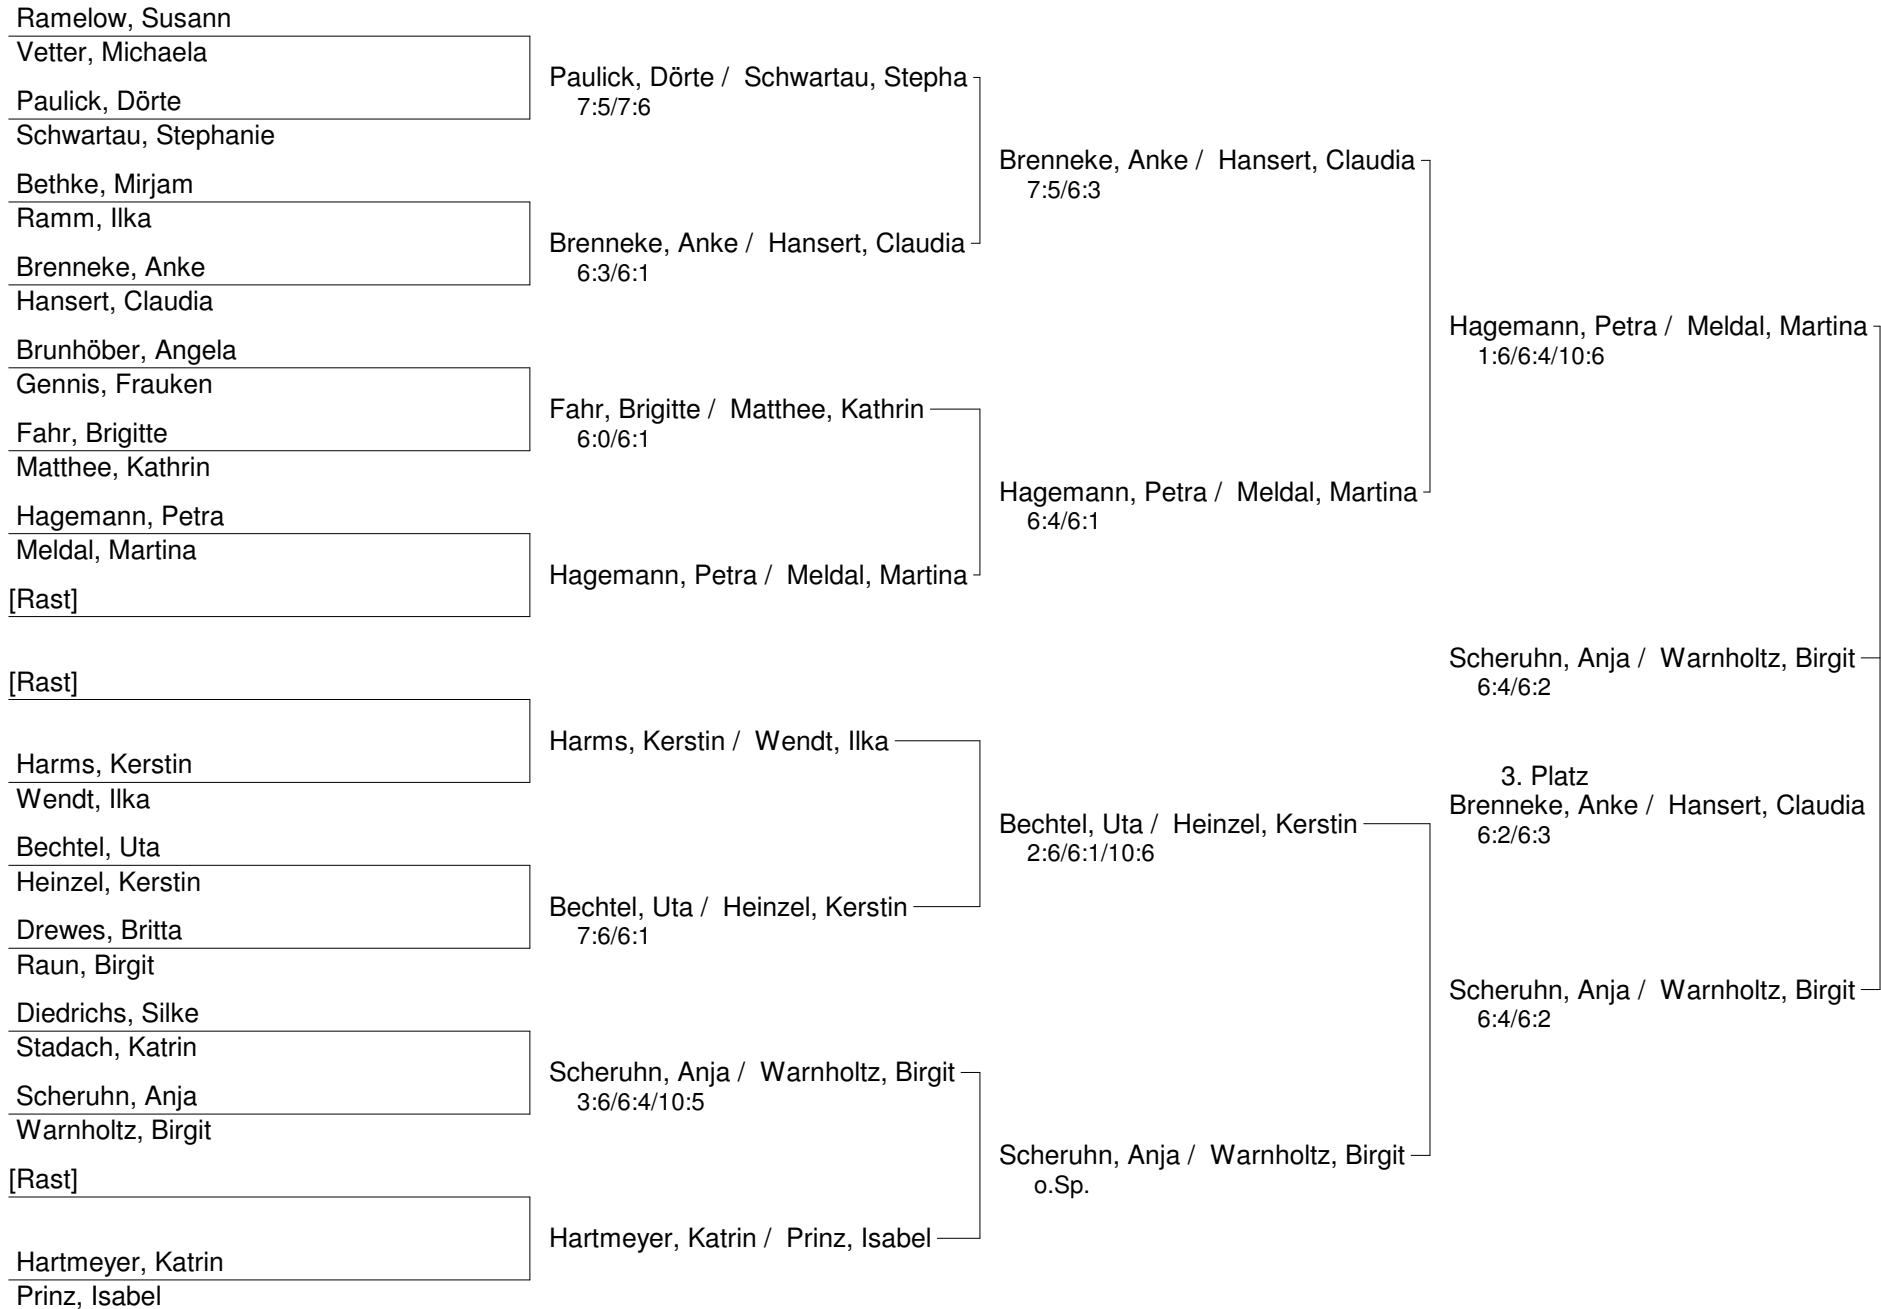 Ramelow, Susann
Vetter, Michaela
Paulick, Dörte
Schwartau, Stephanie
Bethke, Mirjam
Ramm, Ilka
Brenneke, Anke
Hansert, Claudia
Brunhöber, Angela
Gennis, Frauken
Fahr, Brigitte
Matthee, Kathrin
Hagemann, Petra
Meldal, Martina
[Rast]
[Rast]
Harms, Kerstin
Wendt, Ilka
Bechtel, Uta
Heinzel, Kerstin
Drewes, Britta
Raun, Birgit
Diedrichs, Silke
Stadach, Katrin
Scheruhn, Anja
Warnholtz, Birgit
[Rast]
Hartmeyer, Katrin
Prinz, Isabel
Paulick, Dörte / Schwartau, Stepha
7:5/7:6
Brenneke, Anke / Hansert, Claudia
6:3/6:1
Fahr, Brigitte / Matthee, Kathrin
6:0/6:1
Hagemann, Petra / Meldal, Martina
Harms, Kerstin / Wendt, Ilka
Bechtel, Uta / Heinzel, Kerstin
7:6/6:1
Scheruhn, Anja / Warnholtz, Birgit
3:6/6:4/10:5
Hartmeyer, Katrin / Prinz, Isabel
Brenneke, Anke / Hansert, Claudia
7:5/6:3
Hagemann, Petra / Meldal, Martina
6:4/6:1
Bechtel, Uta / Heinzel, Kerstin
2:6/6:1/10:6
Scheruhn, Anja / Warnholtz, Birgit
o.Sp.
Hagemann, Petra / Meldal, Martina
1:6/6:4/10:6
Scheruhn, Anja / Warnholtz, Birgit
6:4/6:2
3. Platz
Brenneke, Anke / Hansert, Claudia
6:2/6:3
Scheruhn, Anja / Warnholtz, Birgit
6:4/6:2